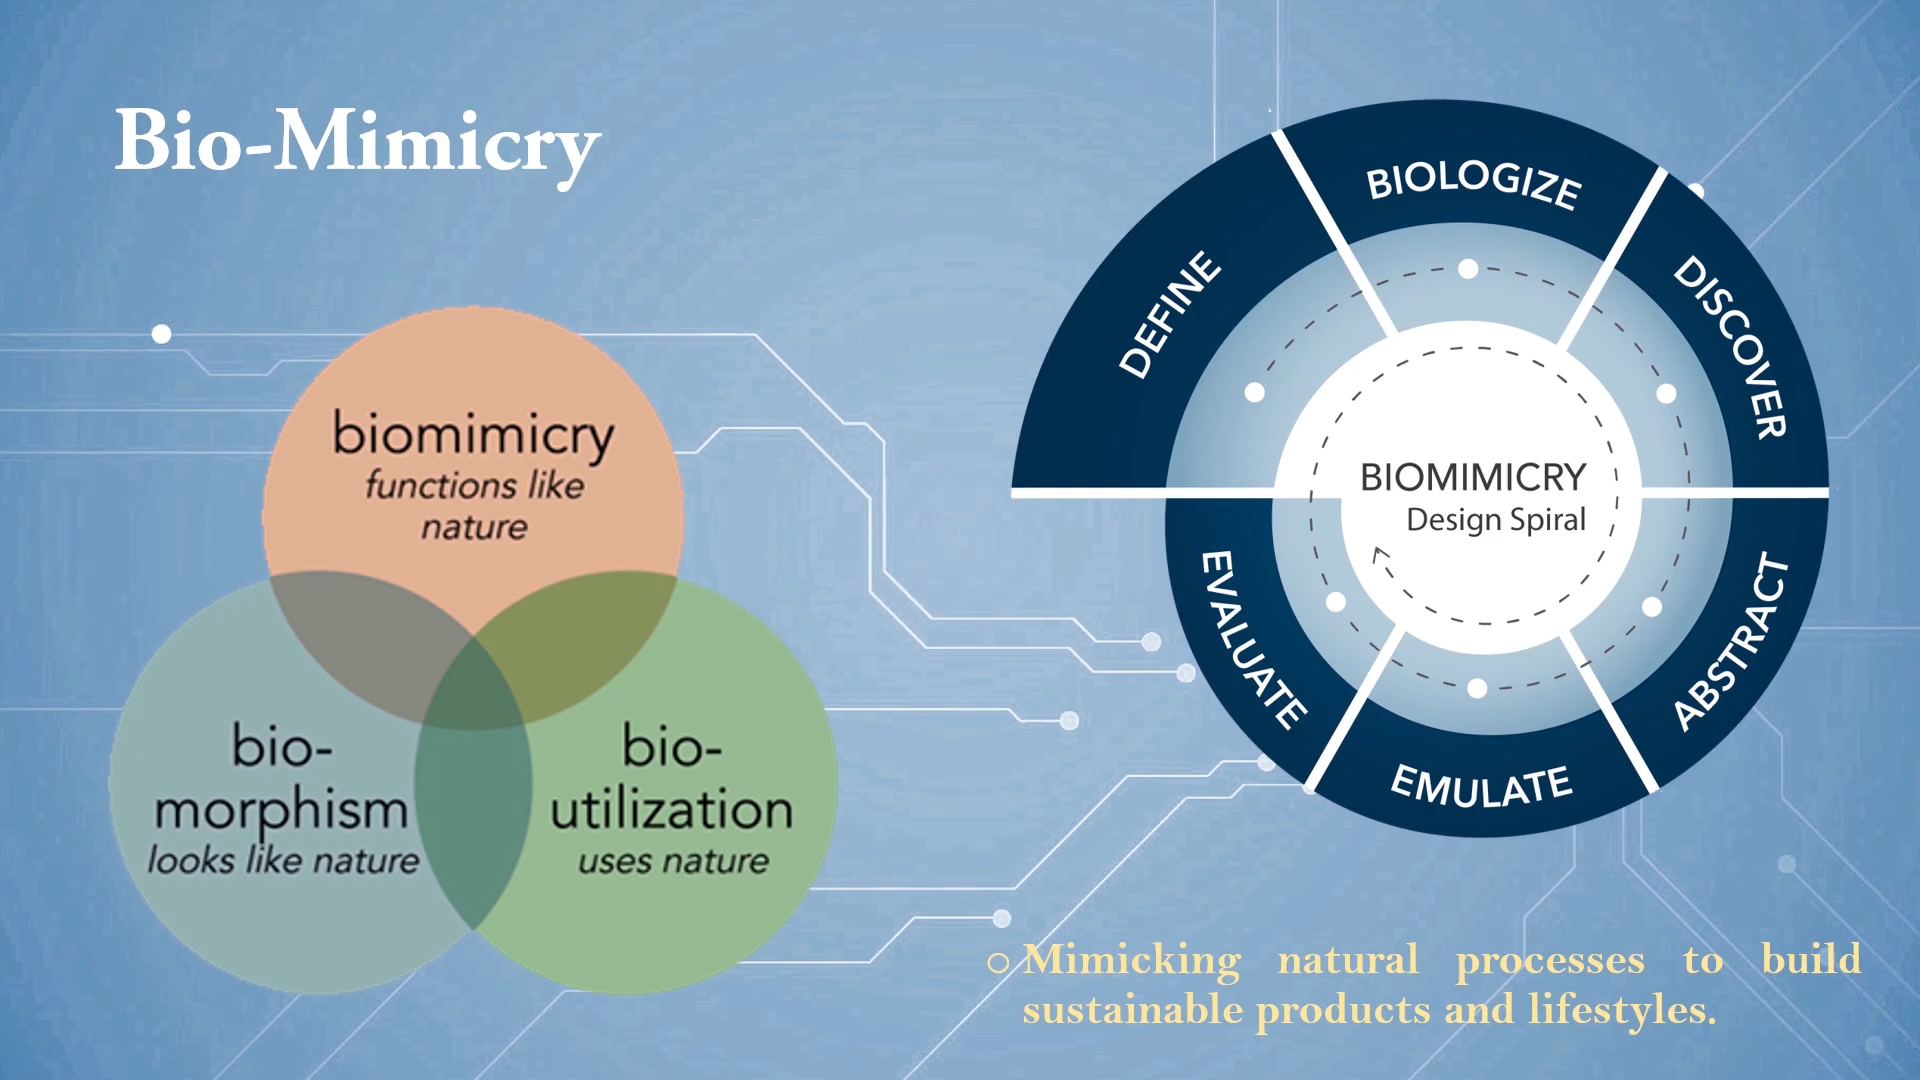 Bio-Mimicry
biomimicry
functions like
nature
bio-
morphism
looks like nature
bio-
utilization
uses nature
DEFINE
BIOLOGIZE
DISCOVER
ABSTRACT
EMULATE
EVALUATE
BIOMIMICRY
Design Spiral
Mimicking natural processes to build
sustainable products and lifestyles.